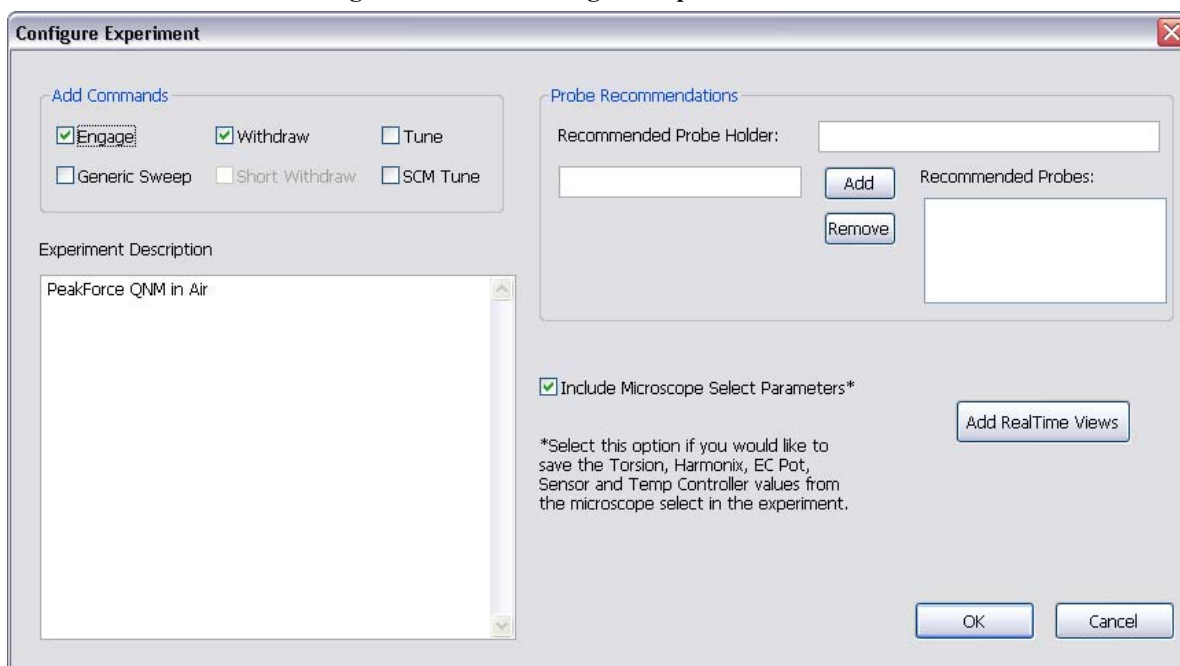 Configure Experiment
Add Commands
Engage
Withdraw
Tune
Generic Sweep
Short Withdraw
SCM Tune
Experiment Description
PeakForce QNM in Air
Probe Recommendations
Recommended Probe Holder:
Add
Remove
Recommended Probes:
Include Microscope Select Parameters*
*Select this option if you would like to
save the Torsion, Harmonix, EC Pot,
Sensor and Temp Controller values from
the microscope select in the experiment.
Add RealTime Views
OK
Cancel